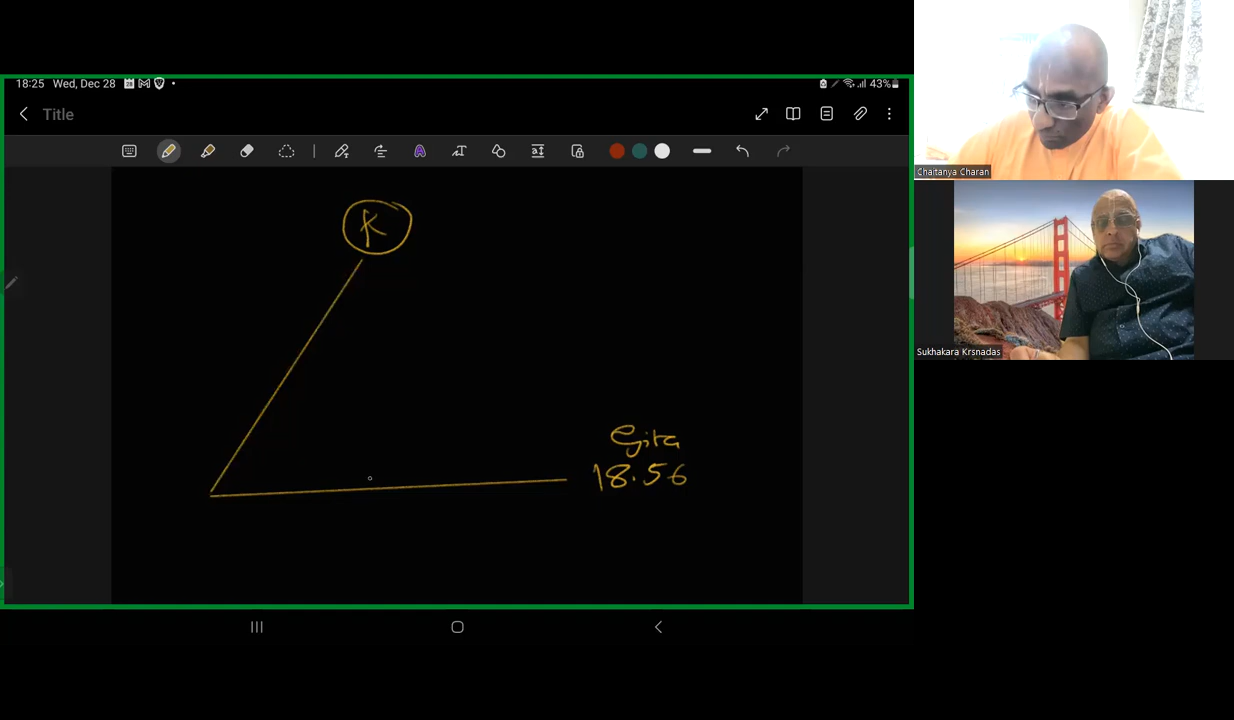 18:25 Wed, Dec 28
43%
Title
K
Gita
18.56
Chaitanya Charan
Sukhakara Krsnadas